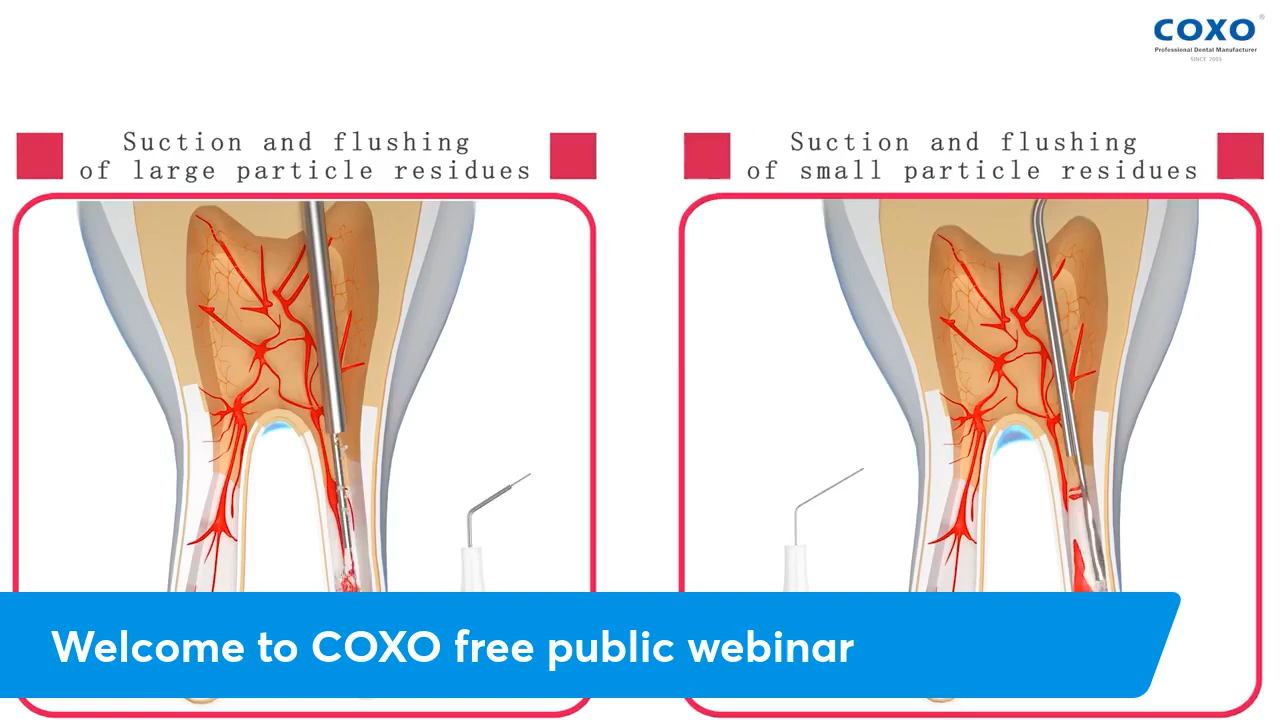 COXO®
Professional Dental Manufacturer
SINCE 2005
Suction and flushing
of large particle residues
Suction and flushing
of small particle residues
Welcome to COXO free public webinar